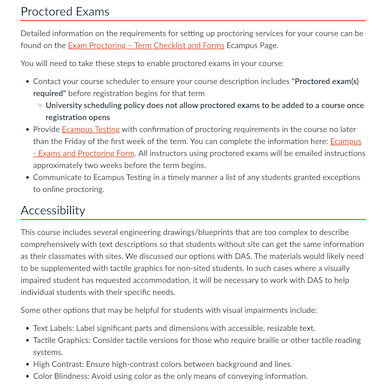 Proctored Exams
Detailed information on the requirements for setting up proctoring services for your course can be
found on the Exam Proctoring – Term Checklist and Forms Ecampus Page.
You will need to take these steps to enable proctored exams in your course:
• Contact your course scheduler to ensure your course description includes "Proctored exam(s)
required" before registration begins for that term
○ University scheduling policy does not allow proctored exams to be added to a course once
registration opens
• Provide Ecampus Testing with confirmation of proctoring requirements in the course no later
than the Friday of the first week of the term. You can complete the information here: Ecampus
- Exams and Proctoring Form. All instructors using proctored exams will be emailed instructions
approximately two weeks before the term begins.
• Communicate to Ecampus Testing in a timely manner a list of any students granted exceptions
to online proctoring.
Accessibility
This course includes several engineering drawings/blueprints that are too complex to describe
comprehensively with text descriptions so that students without site can get the same information
as their classmates with sites. We discussed our options with DAS. The materials would likely need
to be supplemented with tactile graphics for non-sited students. In such cases where a visually
impaired student has requested accommodation, it will be necessary to work with DAS to help
individual students with their specific needs.
Some other options that may be helpful for students with visual impairments include:
• Text Labels: Label significant parts and dimensions with accessible, resizable text.
• Tactile Graphics: Consider tactile versions for those who require braille or other tactile reading
systems.
• High Contrast: Ensure high-contrast colors between background and lines.
• Color Blindness: Avoid using color as the only means of conveying information.